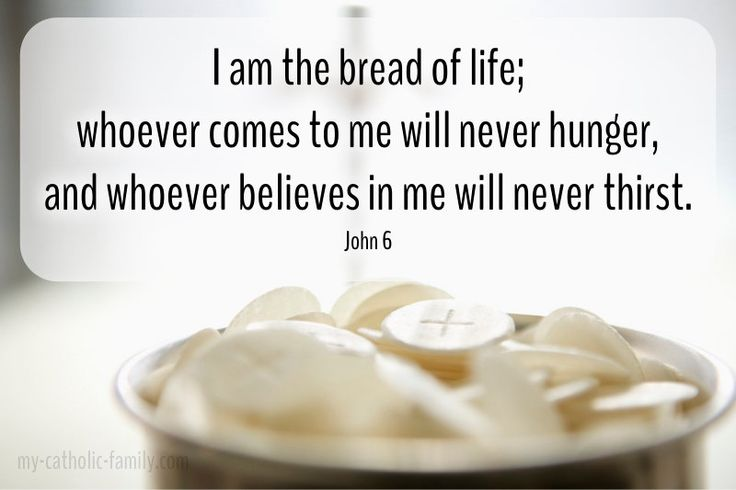 I am the bread of life;
whoever comes to me will never hunger,
and whoever believes in me will never thirst.
John 6
my-catholic-family.com